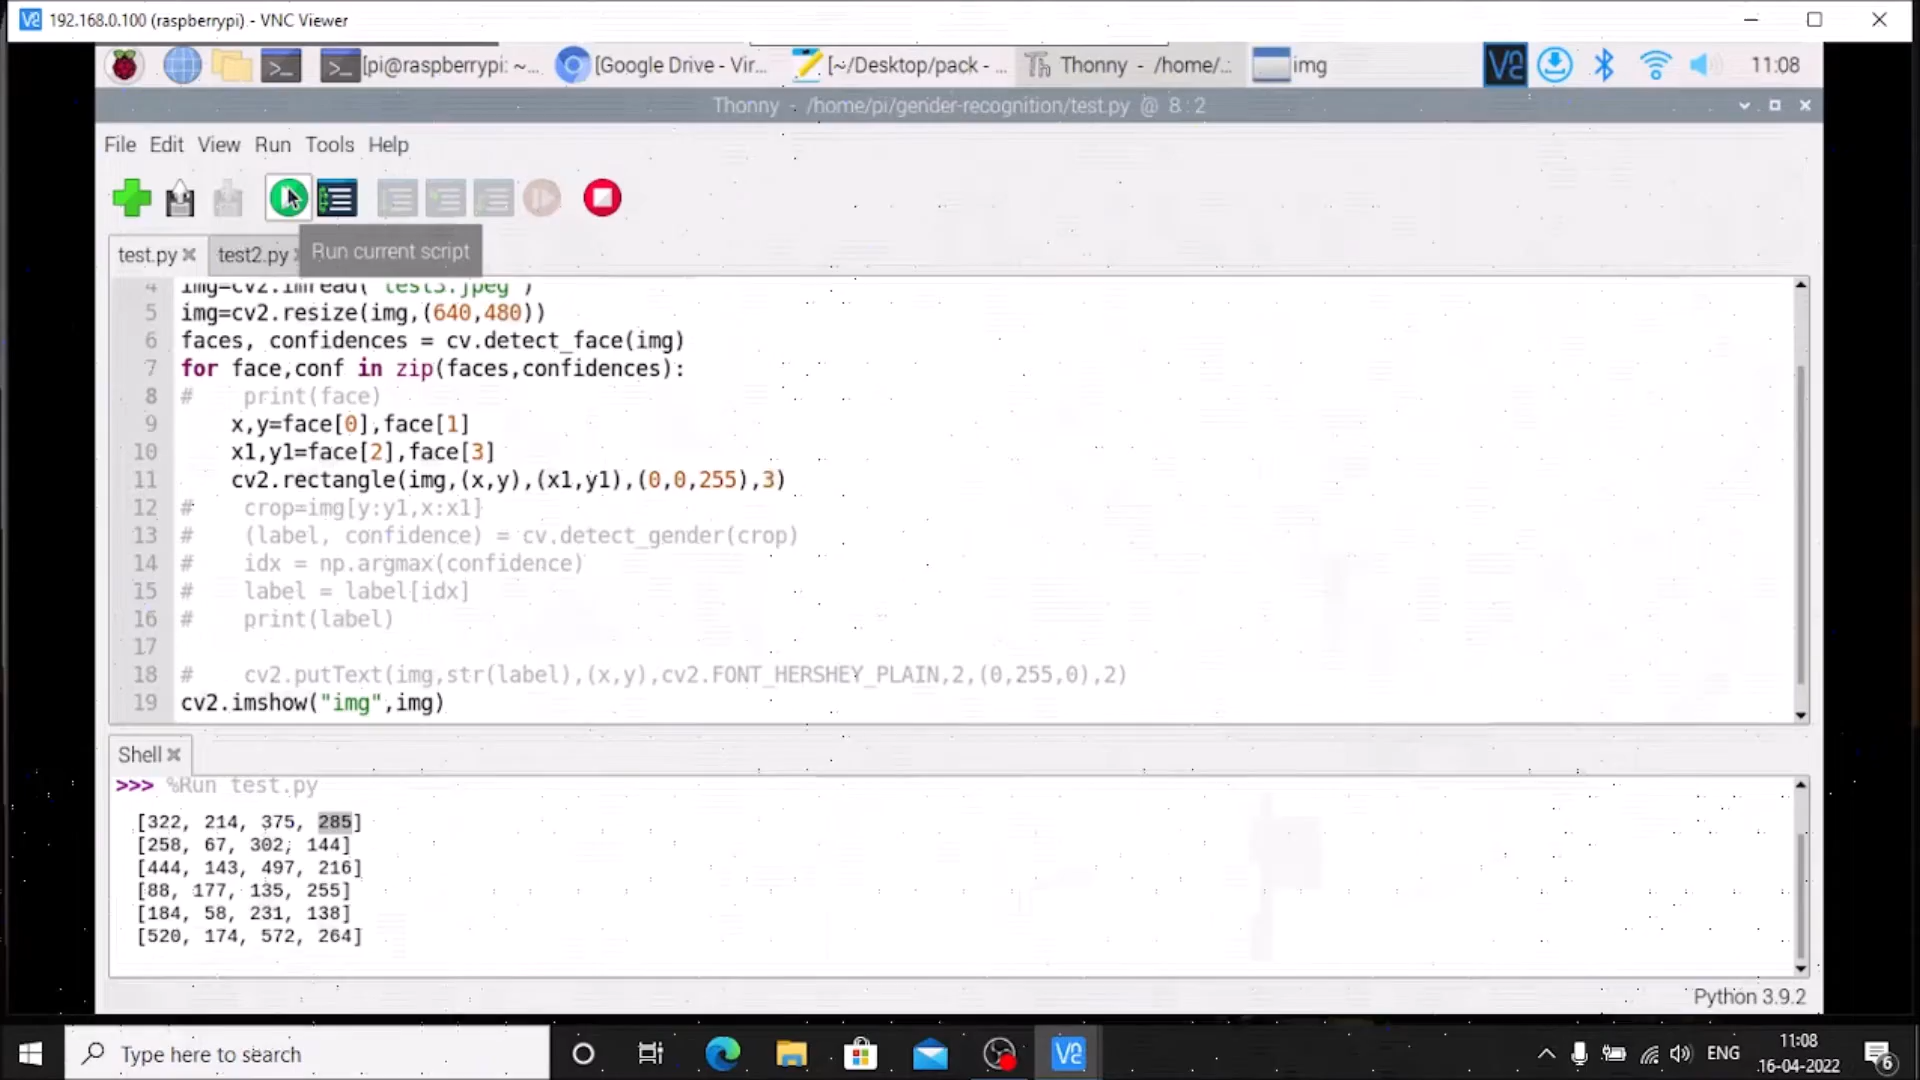 192.168.0.100 (raspberrypi) - VNC Viewer
[pi@raspberrypi: ~... [Google Drive - Vir... [~/Desktop/pack - ... Thonny - /home/... img 11:08
Thonny - /home/pi/gender-recognition/test.py @ 8:2
File Edit View Run Tools Help
test.py test2.py Run current script
4 img=cv2.imread("test3.jpeg")
5 img=cv2.resize(img,(640,480))
6 faces, confidences = cv.detect_face(img)
7 for face,conf in zip(faces,confidences):
8 # print(face)
9 x,y=face[0],face[1]
10 x1,y1=face[2],face[3]
11 cv2.rectangle(img,(x,y),(x1,y1),(0,0,255),3)
12 # crop=img[y:y1,x:x1]
13 # (label, confidence) = cv.detect_gender(crop)
14 # idx = np.argmax(confidence)
15 # label = label[idx]
16 # print(label)
17
18 # cv2.putText(img,str(label),(x,y),cv2.FONT_HERSHEY_PLAIN,2,(0,255,0),2)
19 cv2.imshow("img",img)
Shell
>>> %Run test.py
[322, 214, 375, 285]
[258, 67, 302, 144]
[444, 143, 497, 216]
[88, 177, 135, 255]
[184, 58, 231, 138]
[520, 174, 572, 264]
Python 3.9.2
Type here to search
ENG
11:08
16-04-2022
6